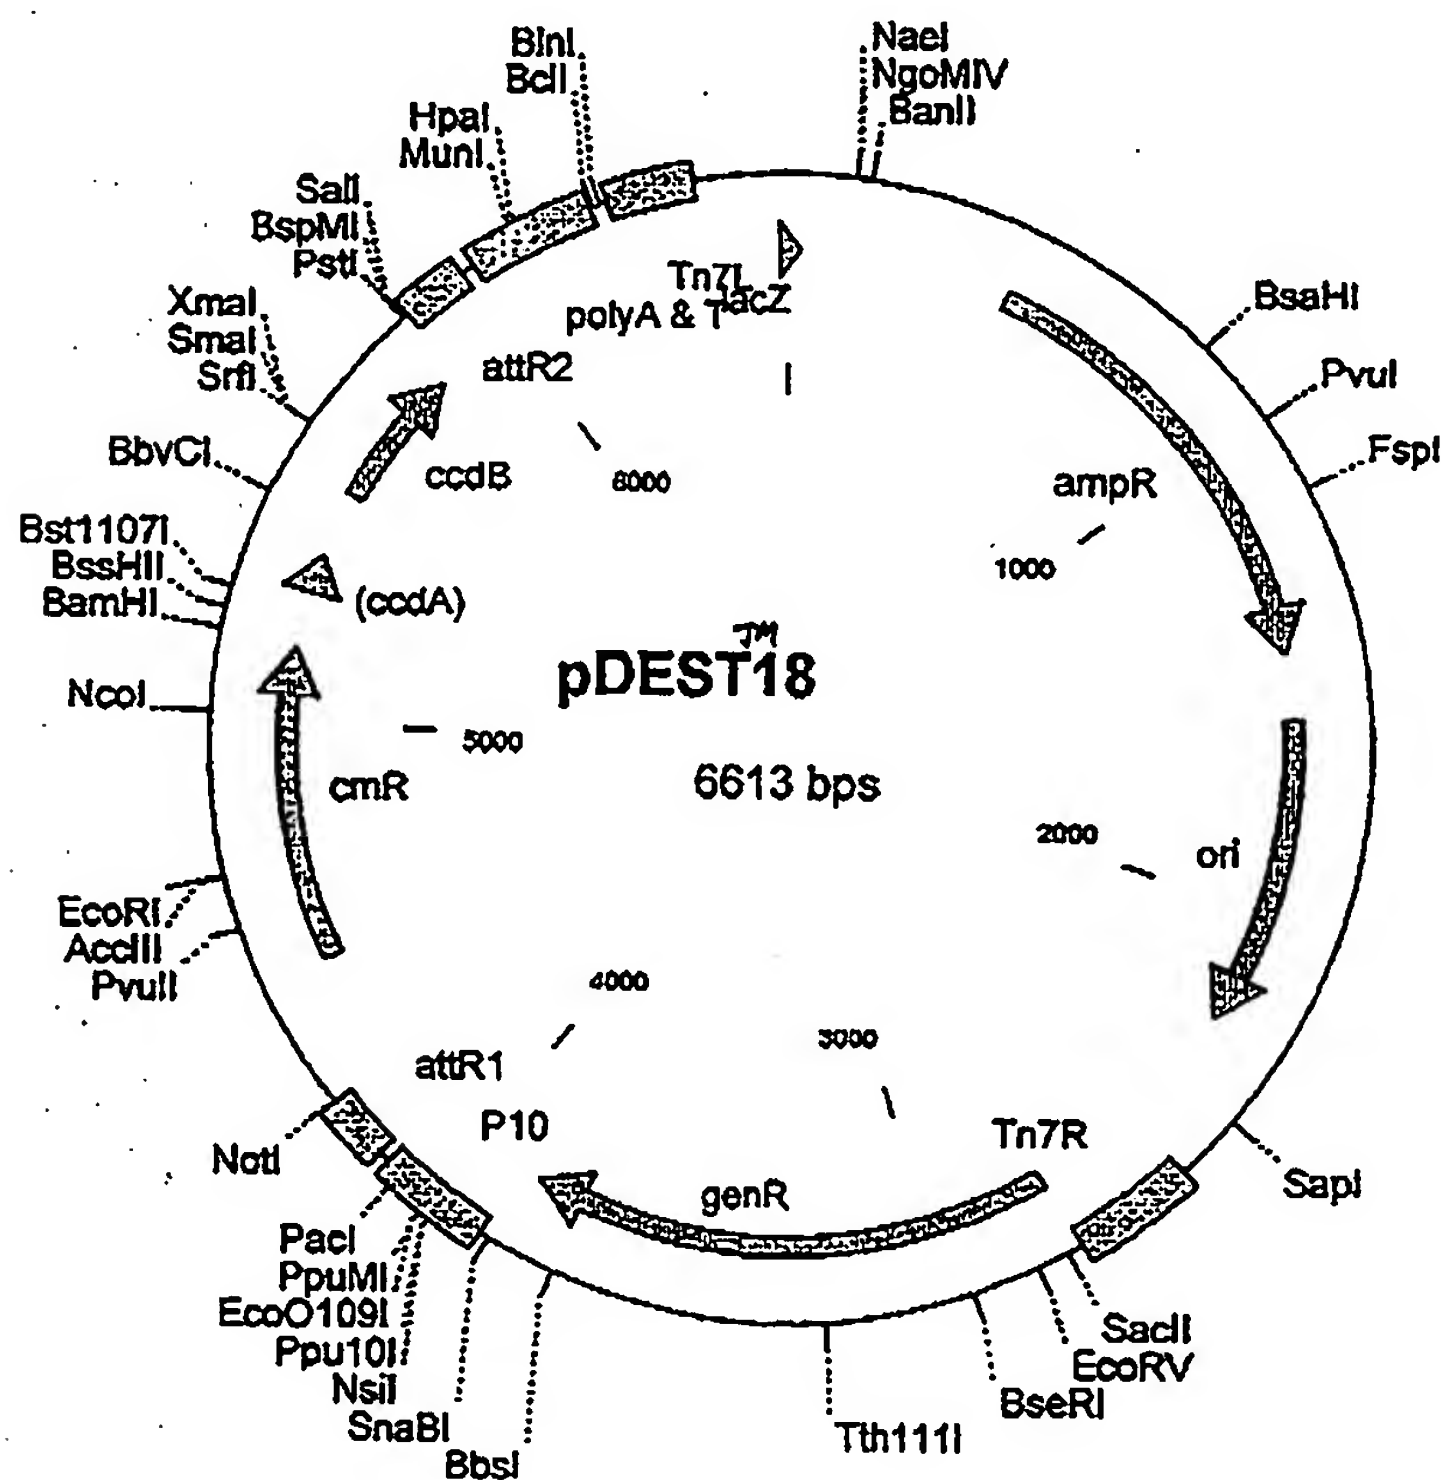 BlnI
BclI
HpaI
MunI
SalI
BspMI
PstI
XmaI
SmaI
SrfI
BbvCI
Bst1107I
BssHII
BamHI
NcoI
EcoRI
AccIII
PvuII
NotI
PacI
PpuMI
EcoO109I
Ppu10I
NsiI
SnaBI
BbsI
Tth111I
BseRI
EcoRV
SacII
SapI
FspI
PvuI
BsaHI
BanII
NgoMIV
NaeI
Tn7L
lacZ
polyA & T
attR2
ccdB
6000
(ccdA)
ampR
1000
pDEST™18
5000
6613 bps
cmR
2000
ori
4000
3000
attR1
P10
genR
Tn7R